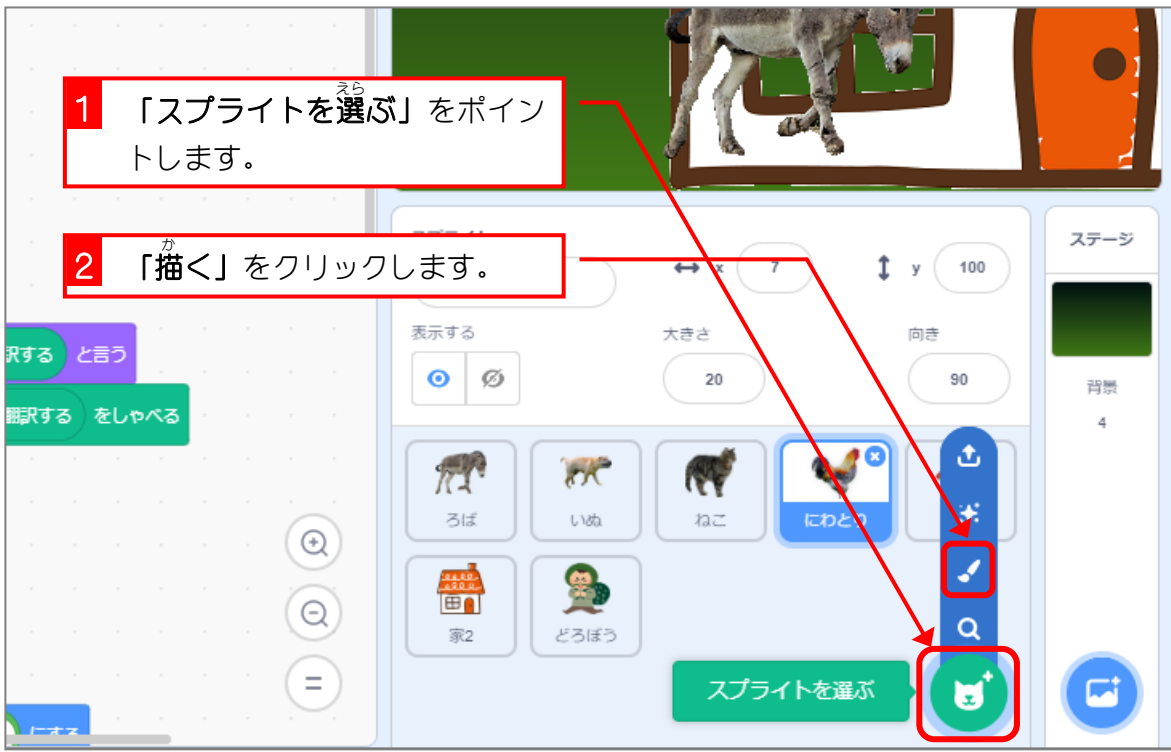 1
えら
「スプライトを選ぶ」をポイン
トします。
2
か
「描く」をクリックします。
x 7
y 100
ステージ
表示する
大きさ
向き
20
90
背景
4
訳する と言う
翻訳する をしゃべる
ろば
いぬ
ねこ
にわとり
家2
どろぼう
スプライトを選ぶ
にする